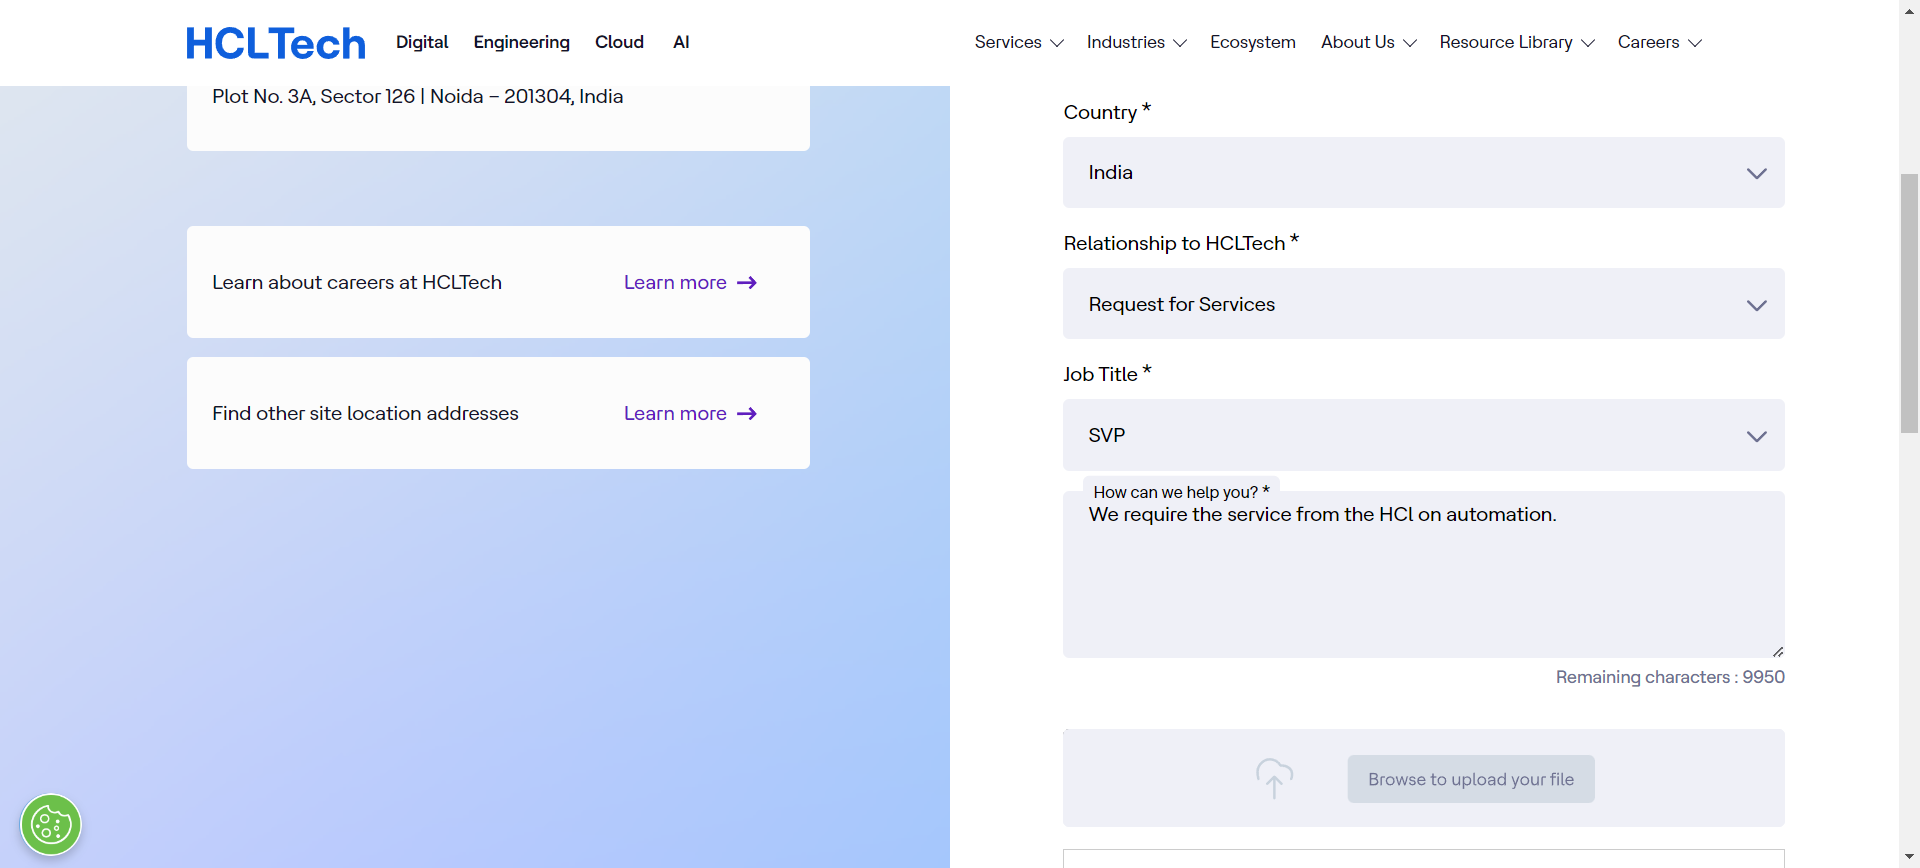 HCLTech Digital Engineering Cloud AI Services Industries Ecosystem About Us Resource Library Careers
Plot No. 3A, Sector 126 | Noida – 201304, India
Learn about careers at HCLTech Learn more
Find other site location addresses Learn more
Country *
India
Relationship to HCLTech *
Request for Services
Job Title *
SVP
How can we help you? *
We require the service from the HCl on automation.
Remaining characters : 9950
Browse to upload your file